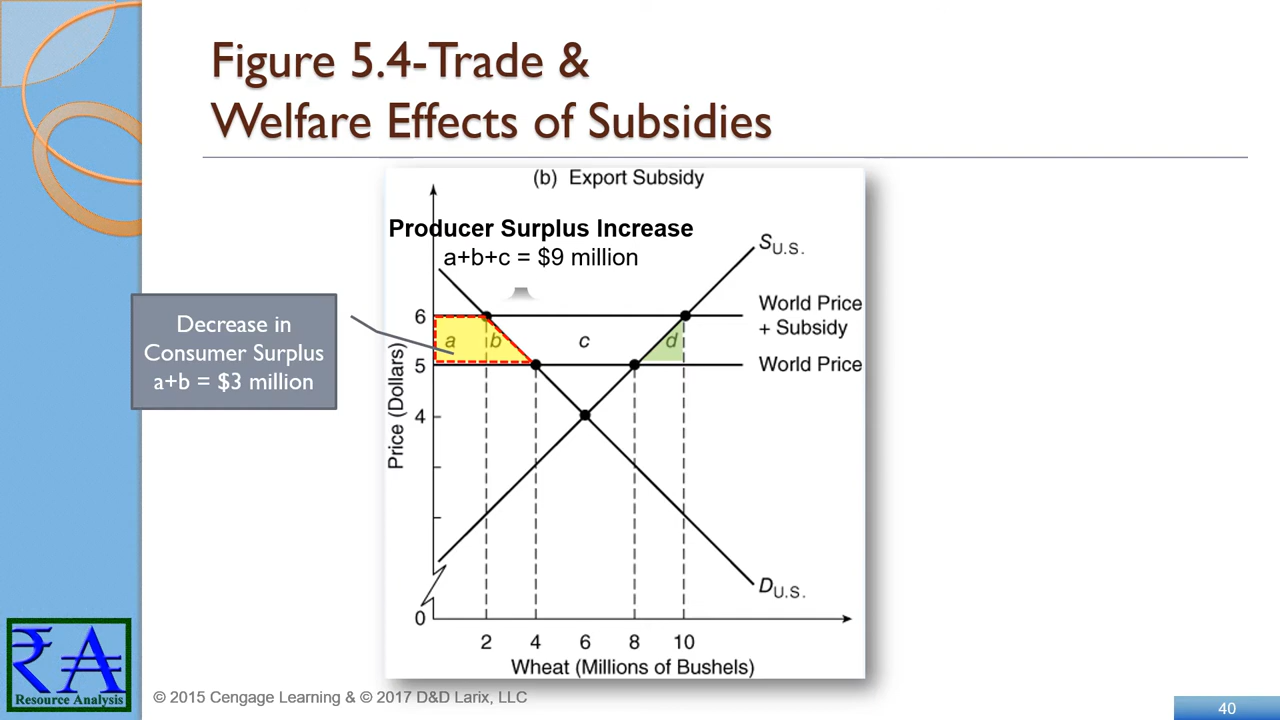 Figure 5.4-Trade &
Welfare Effects of Subsidies
(b) Export Subsidy
Producer Surplus Increase
a+b+c = $9 million
S U.S.
World Price
+ Subsidy
World Price
Decrease in
Consumer Surplus
a+b = $3 million
6
a b c d
5
4
Price (Dollars)
D U.S.
0
2 4 6 8 10
Wheat (Millions of Bushels)
₹A
Resource Analysis
© 2015 Cengage Learning & © 2017 D&D Larix, LLC
40